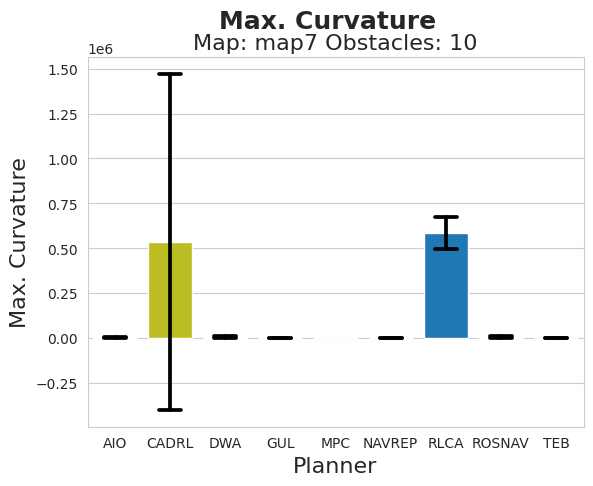 Max. Curvature
Map: map7 Obstacles: 10
1e6
1.50
1.25
1.00
0.75
0.50
0.25
0.00
−0.25
Max. Curvature
AIO CADRL DWA GUL MPC NAVREP RLCA ROSNAV TEB
Planner